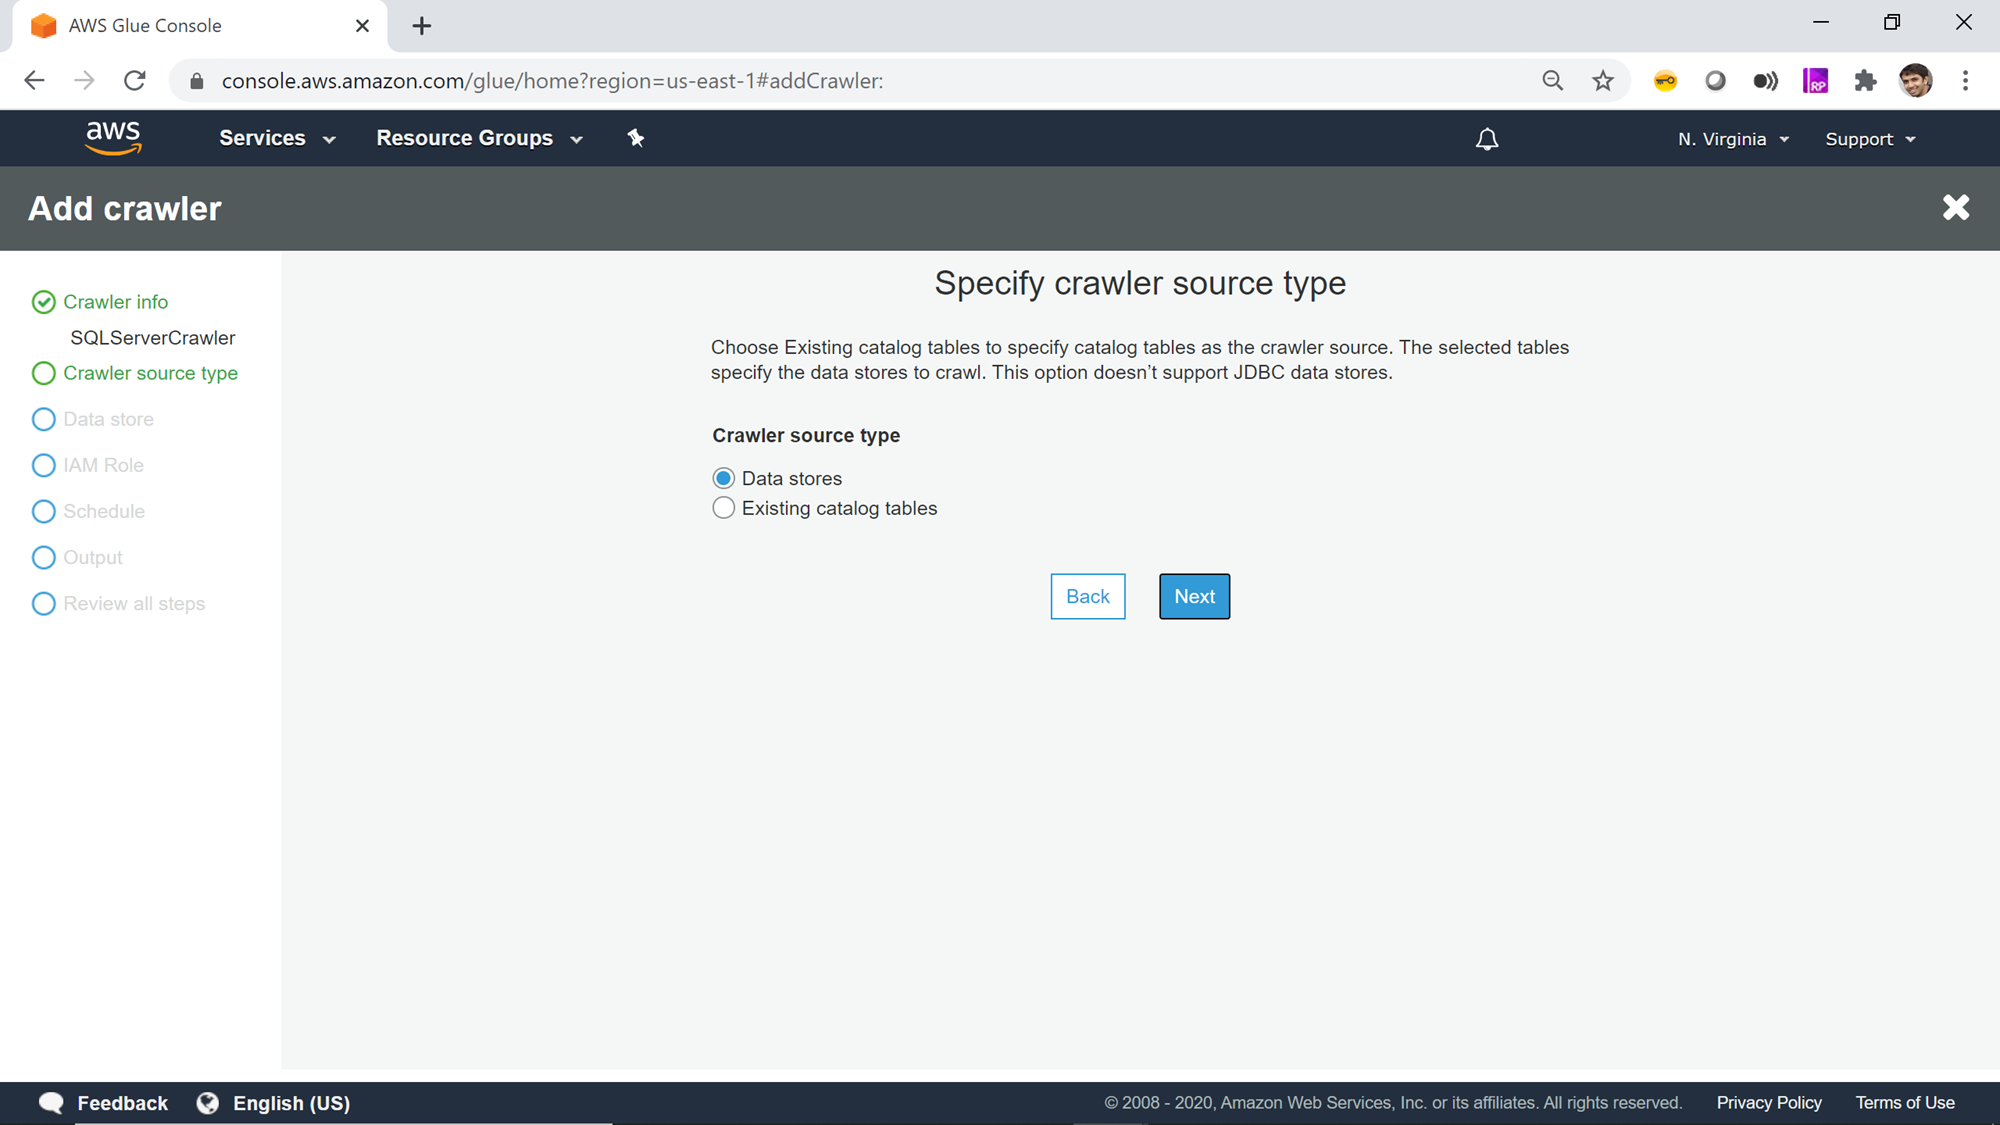 AWS Glue Console
console.aws.amazon.com/glue/home?region=us-east-1#addCrawler:
RP
aws
Services
Resource Groups
N. Virginia
Support
Add crawler
Crawler info
SQLServerCrawler
Crawler source type
Data store
IAM Role
Schedule
Output
Review all steps
Specify crawler source type
Choose Existing catalog tables to specify catalog tables as the crawler source. The selected tables
specify the data stores to crawl. This option doesn’t support JDBC data stores.
Crawler source type
Data stores
Existing catalog tables
Back
Next
Feedback
English (US)
© 2008 - 2020, Amazon Web Services, Inc. or its affiliates. All rights reserved.
Privacy Policy
Terms of Use